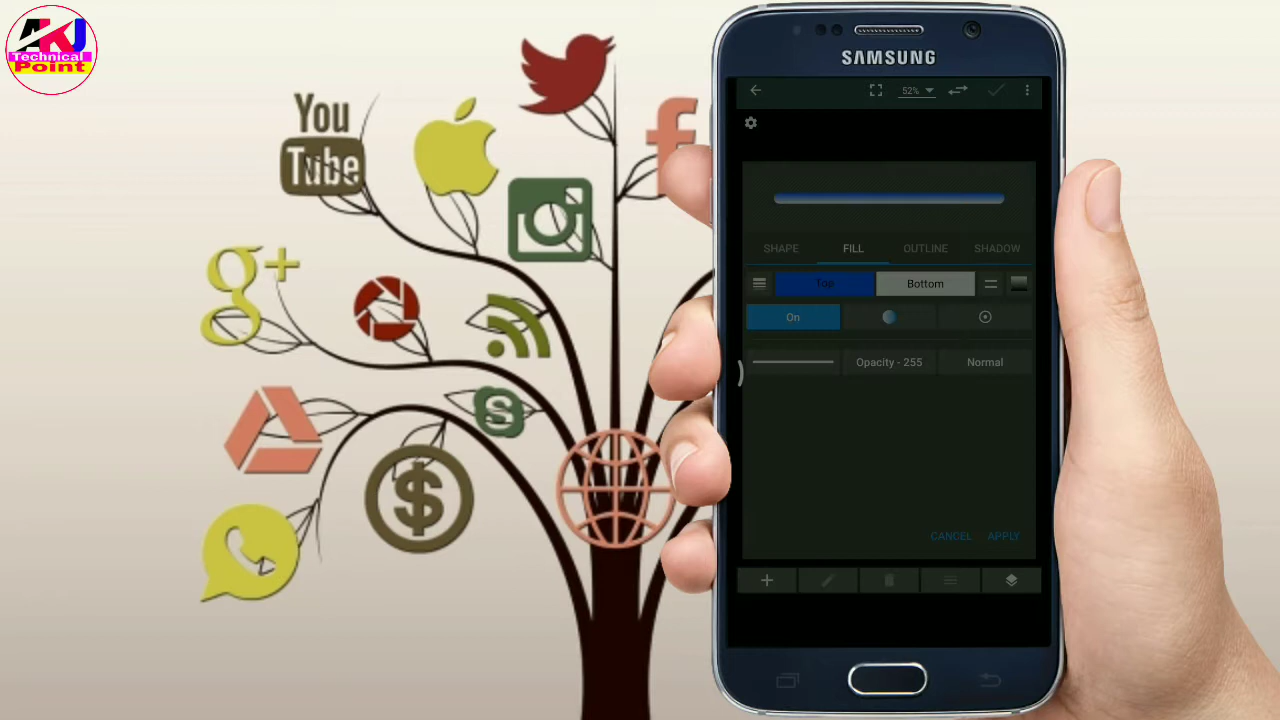 AKJ
Technical
Point
You
Tube
g+
f
S
$
SAMSUNG
52%
SHAPE FILL OUTLINE SHADOW
Top Bottom
On
Opacity - 255 Normal
CANCEL APPLY